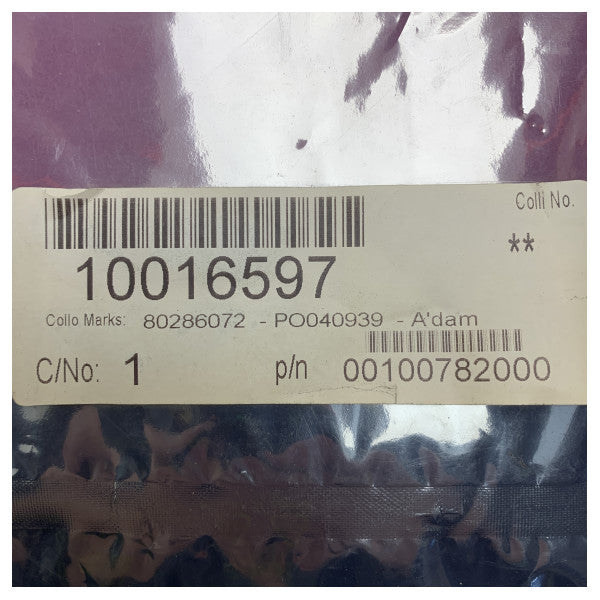 Colli No.
**
10016597
Collo Marks: 80286072 - PO040939 - A'dam
C/No: 1 p/n 00100782000